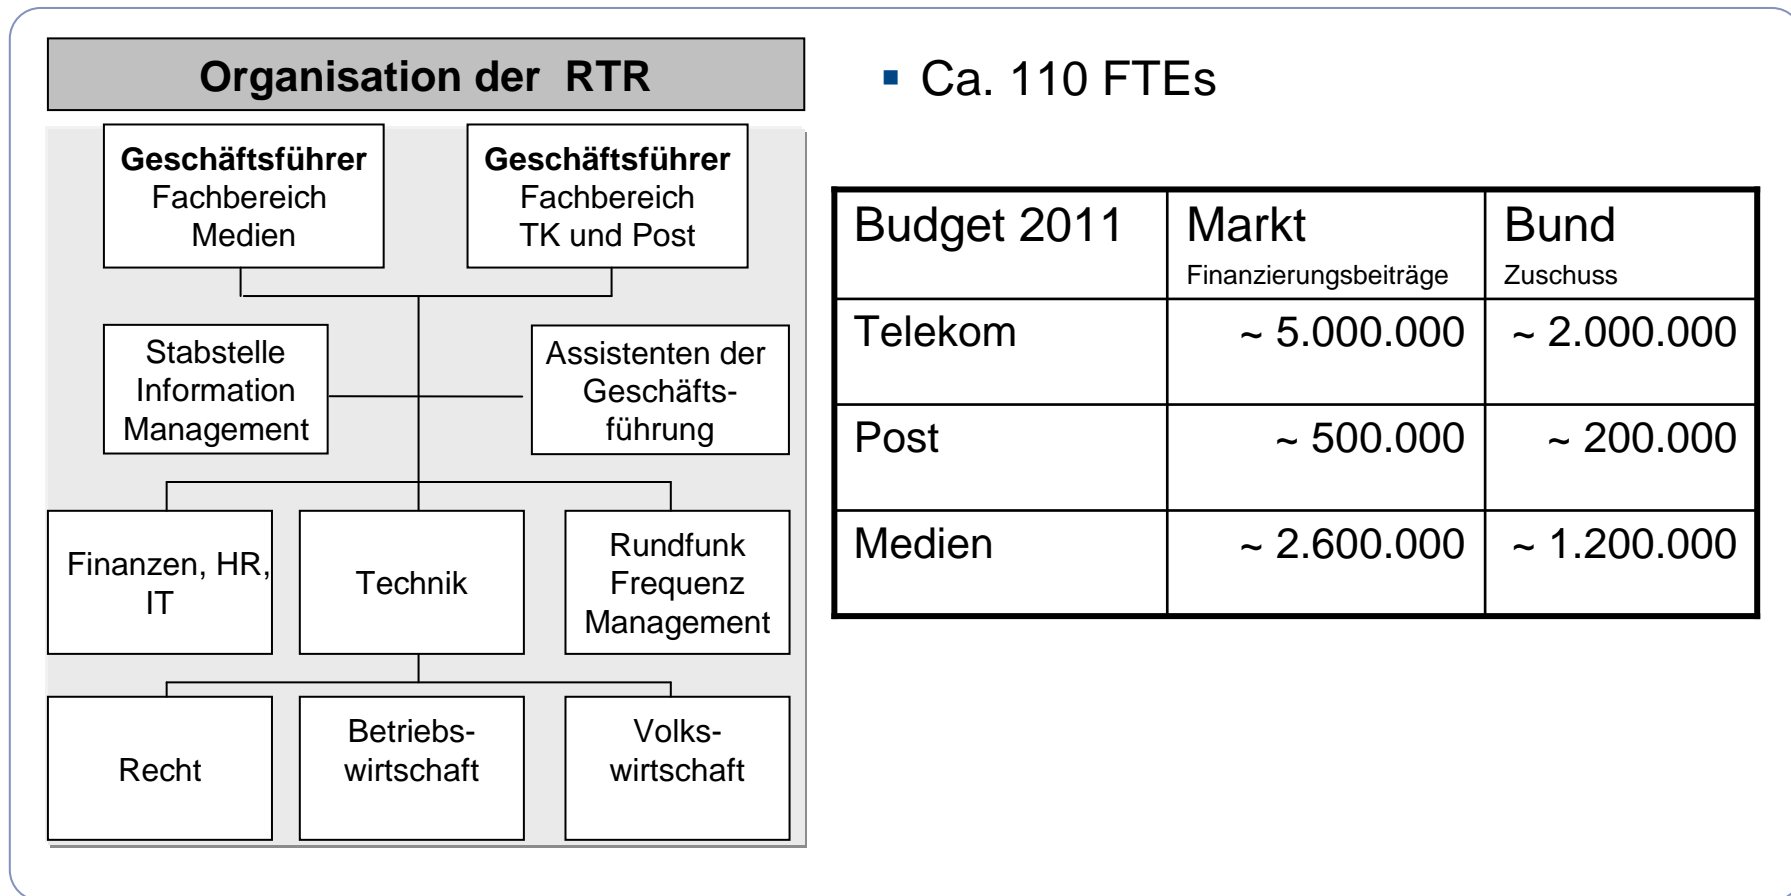 Organisation der RTR
Geschäftsführer
Fachbereich
Medien
Geschäftsführer
Fachbereich
TK und Post
Stabstelle
Information
Management
Assistenten der
Geschäfts-
führung
Finanzen, HR,
IT
Technik
Rundfunk
Frequenz
Management
Recht
Betriebs-
wirtschaft
Volks-
wirtschaft
Ca. 110 FTEs
Budget 2011 Markt Bund
Finanzierungsbeiträge Zuschuss
Telekom ~ 5.000.000 ~ 2.000.000
Post ~ 500.000 ~ 200.000
Medien ~ 2.600.000 ~ 1.200.000